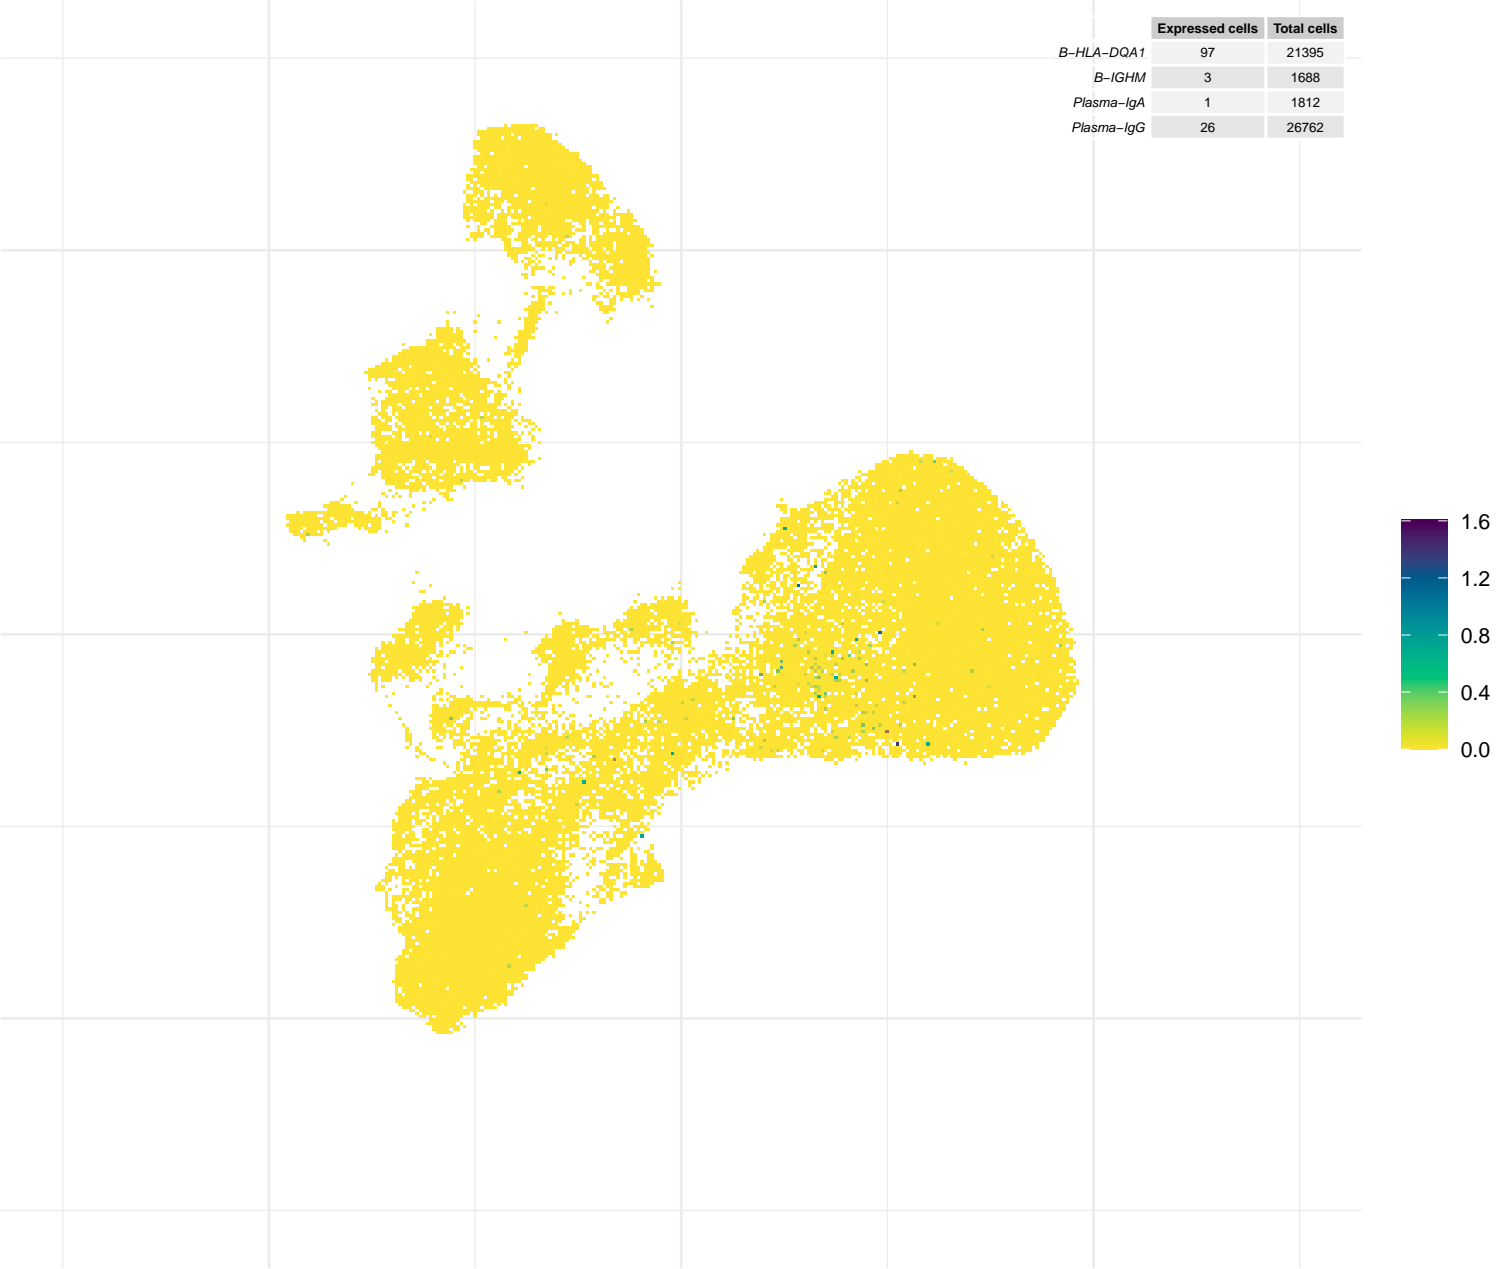 Expressed cells Total cells
B−HLA−DQA1 97 21395
B−IGHM 3 1688
Plasma−IgA 1 1812
Plasma−IgG 26 26762
1.6
1.2
0.8
0.4
0.0